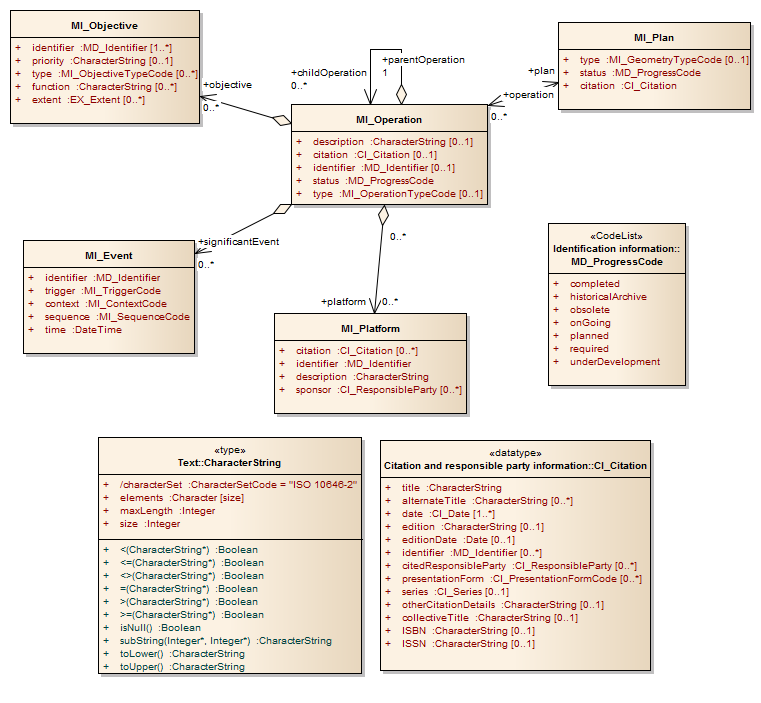 MI_Objective
+ identifier :MD_Identifier [1..*]
+ priority :CharacterString [0..1]
+ type :MI_ObjectiveTypeCode [0..*]
+ function :CharacterString [0..*]
+ extent :EX_Extent [0..*]
+objective
0..*
+childOperation
0..*
+parentOperation
1
MI_Plan
+ type :MI_GeometryTypeCode [0..1]
+ status :MD_ProgressCode
+ citation :CI_Citation
+plan
+operation
0..*
MI_Operation
+ description :CharacterString [0..1]
+ citation :CI_Citation [0..1]
+ identifier :MD_Identifier [0..1]
+ status :MD_ProgressCode
+ type :MI_OperationTypeCode [0..1]
+significantEvent
0..*
MI_Event
+ identifier :MD_Identifier
+ trigger :MI_TriggerCode
+ context :MI_ContextCode
+ sequence :MI_SequenceCode
+ time :DateTime
0..*
+platform
0..*
MI_Platform
+ citation :CI_Citation [0..*]
+ identifier :MD_Identifier
+ description :CharacterString
+ sponsor :CI_ResponsibleParty [0..*]
«CodeList»
Identification information::
MD_ProgressCode
+ completed
+ historicalArchive
+ obsolete
+ onGoing
+ planned
+ required
+ underDevelopment
«type»
Text::CharacterString
+ /characterSet :CharacterSetCode = "ISO 10646-2"
+ elements :Character [size]
+ maxLength :Integer
+ size :Integer
+ <(CharacterString*) :Boolean
+ <=(CharacterString*) :Boolean
+ <>(CharacterString*) :Boolean
+ =(CharacterString*) :Boolean
+ >(CharacterString*) :Boolean
+ >=(CharacterString*) :Boolean
+ isNull() :Boolean
+ subString(Integer*, Integer*) :CharacterString
+ toLower() :CharacterString
+ toUpper() :CharacterString
«datatype»
Citation and responsible party information::CI_Citation
+ title :CharacterString
+ alternateTitle :CharacterString [0..*]
+ date :CI_Date [1..*]
+ edition :CharacterString [0..1]
+ editionDate :Date [0..1]
+ identifier :MD_Identifier [0..*]
+ citedResponsibleParty :CI_ResponsibleParty [0..*]
+ presentationForm :CI_PresentationFormCode [0..*]
+ series :CI_Series [0..1]
+ otherCitationDetails :CharacterString [0..1]
+ collectiveTitle :CharacterString [0..1]
+ ISBN :CharacterString [0..1]
+ ISSN :CharacterString [0..1]